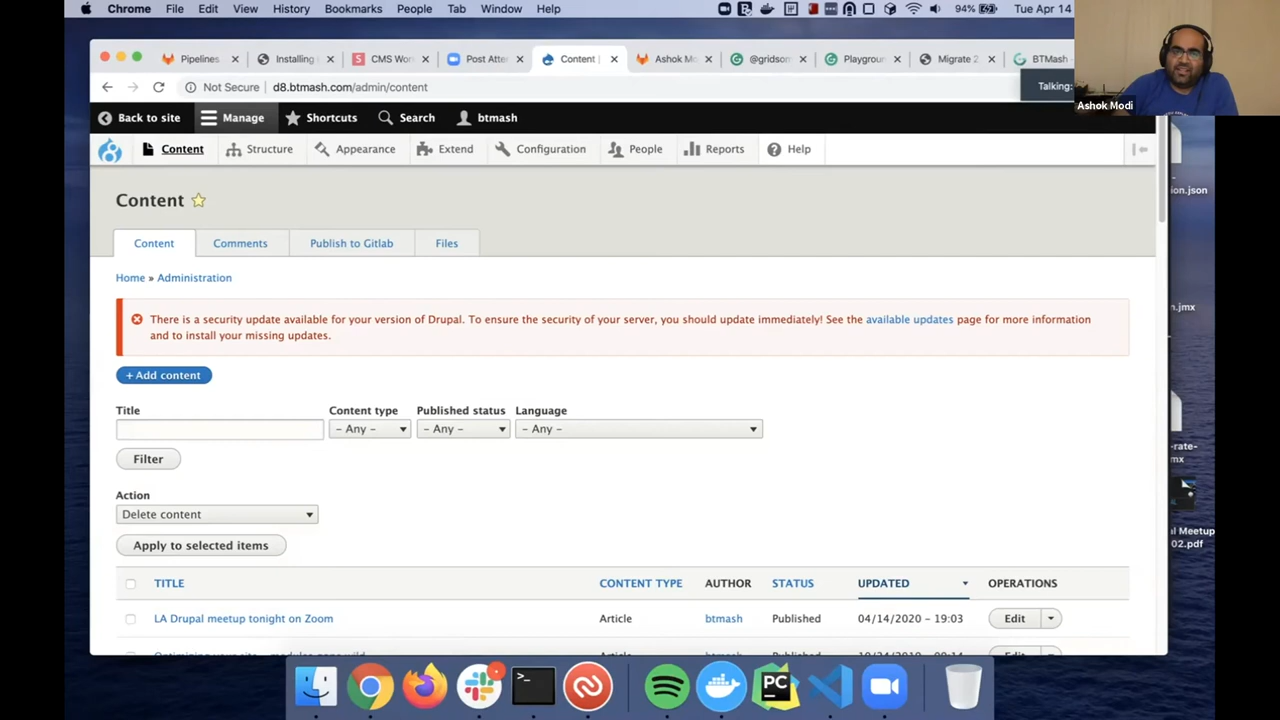 Chrome File Edit View History Bookmarks People Tab Window Help 94% Tue Apr 14
Pipelines Installing CMS Wor Post Atter Content | Ashok Mo @gridsom Playgroun Migrate 2 BTMash
Not Secure d8.btmash.com/admin/content
Talking:
Ashok Modi
Back to site Manage Shortcuts Search btmash
Content Structure Appearance Extend Configuration People Reports Help
ion.json
Content
Content Comments Publish to Gitlab Files
Home » Administration
n.jmx
There is a security update available for your version of Drupal. To ensure the security of your server, you should update immediately! See the available updates page for more information
and to install your missing updates.
+ Add content
Title Content type Published status Language
- Any - - Any - - Any -
-rate-
mx
Filter
Action
Delete content
Apply to selected items
al Meetup
02.pdf
TITLE CONTENT TYPE AUTHOR STATUS UPDATED OPERATIONS
LA Drupal meetup tonight on Zoom Article btmash Published 04/14/2020 - 19:03 Edit
PC